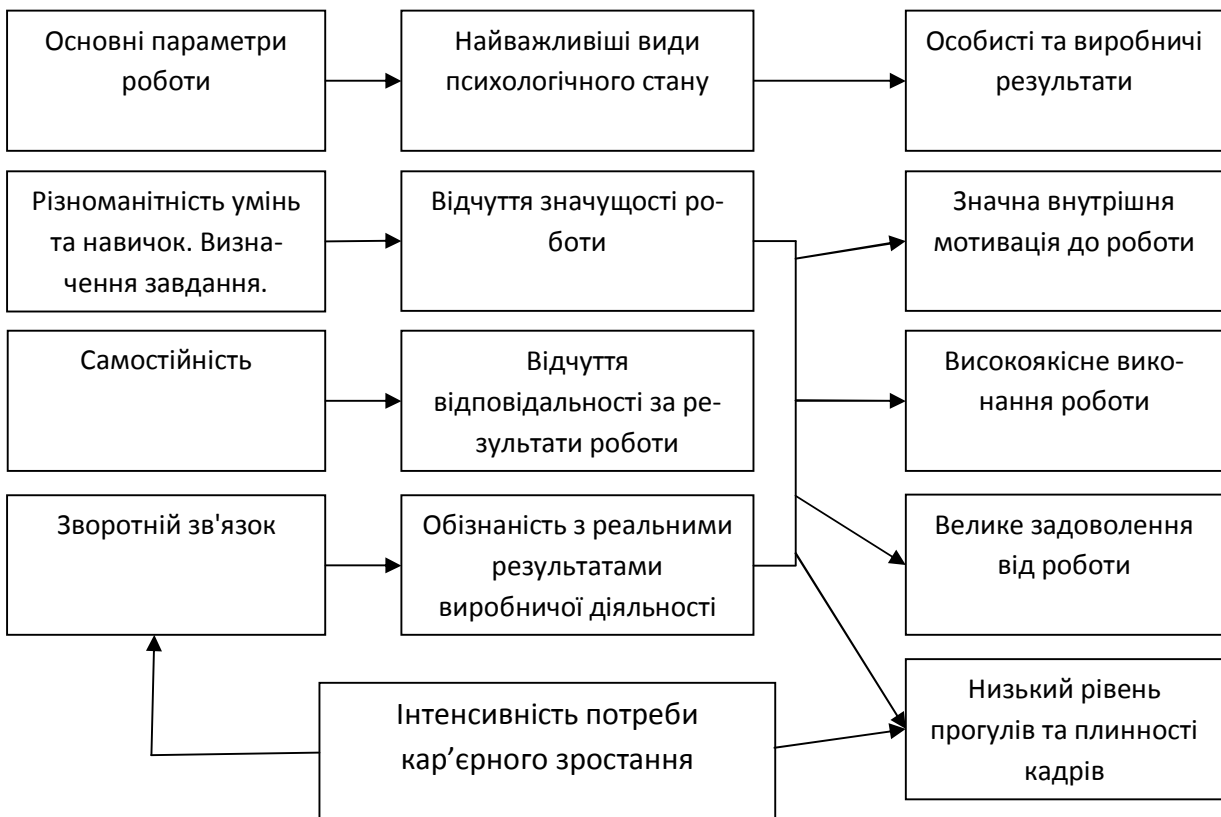 Основні параметри
роботи
Найважливіші види
психологічного стану
Особисті та виробничі
результати
Різноманітність умінь
та навичок. Визна-
чення завдання.
Відчуття значущості ро-
боти
Значна внутрішня
мотивація до роботи
Самостійність
Відчуття
відповідальності за ре-
зультати роботи
Високоякісне вико-
нання роботи
Зворотній зв'язок
Обізнаність з реальними
результатами
виробничої діяльності
Велике задоволення
від роботи
Інтенсивність потреби
кар’єрного зростання
Низький рівень
прогулів та плинності
кадрів